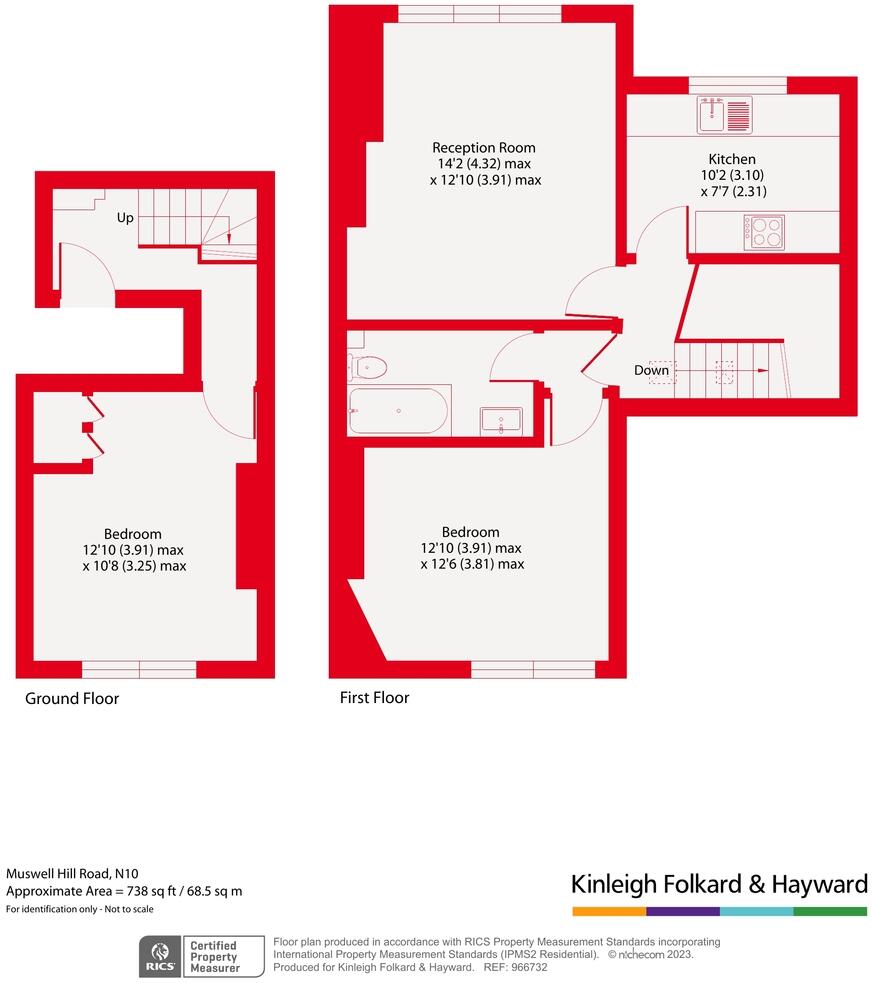 Reception Room
14'2 (4.32) max
x 12'10 (3.91) max
Kitchen
10'2 (3.10)
x 7'7 (2.31)
Up
Down
Bedroom
12'10 (3.91) max
x 10'8 (3.25) max
Bedroom
12'10 (3.91) max
x 12'6 (3.81) max
Ground Floor
First Floor
Muswell Hill Road, N10
Approximate Area = 738 sq ft / 68.5 sq m
For identification only - Not to scale
Kinleigh Folkard & Hayward
RICS
Certified
Property
Measurer
Floor plan produced in accordance with RICS Property Measurement Standards incorporating
International Property Measurement Standards (IPMS2 Residential). © nichecom 2023.
Produced for Kinleigh Folkard & Hayward. REF: 966732